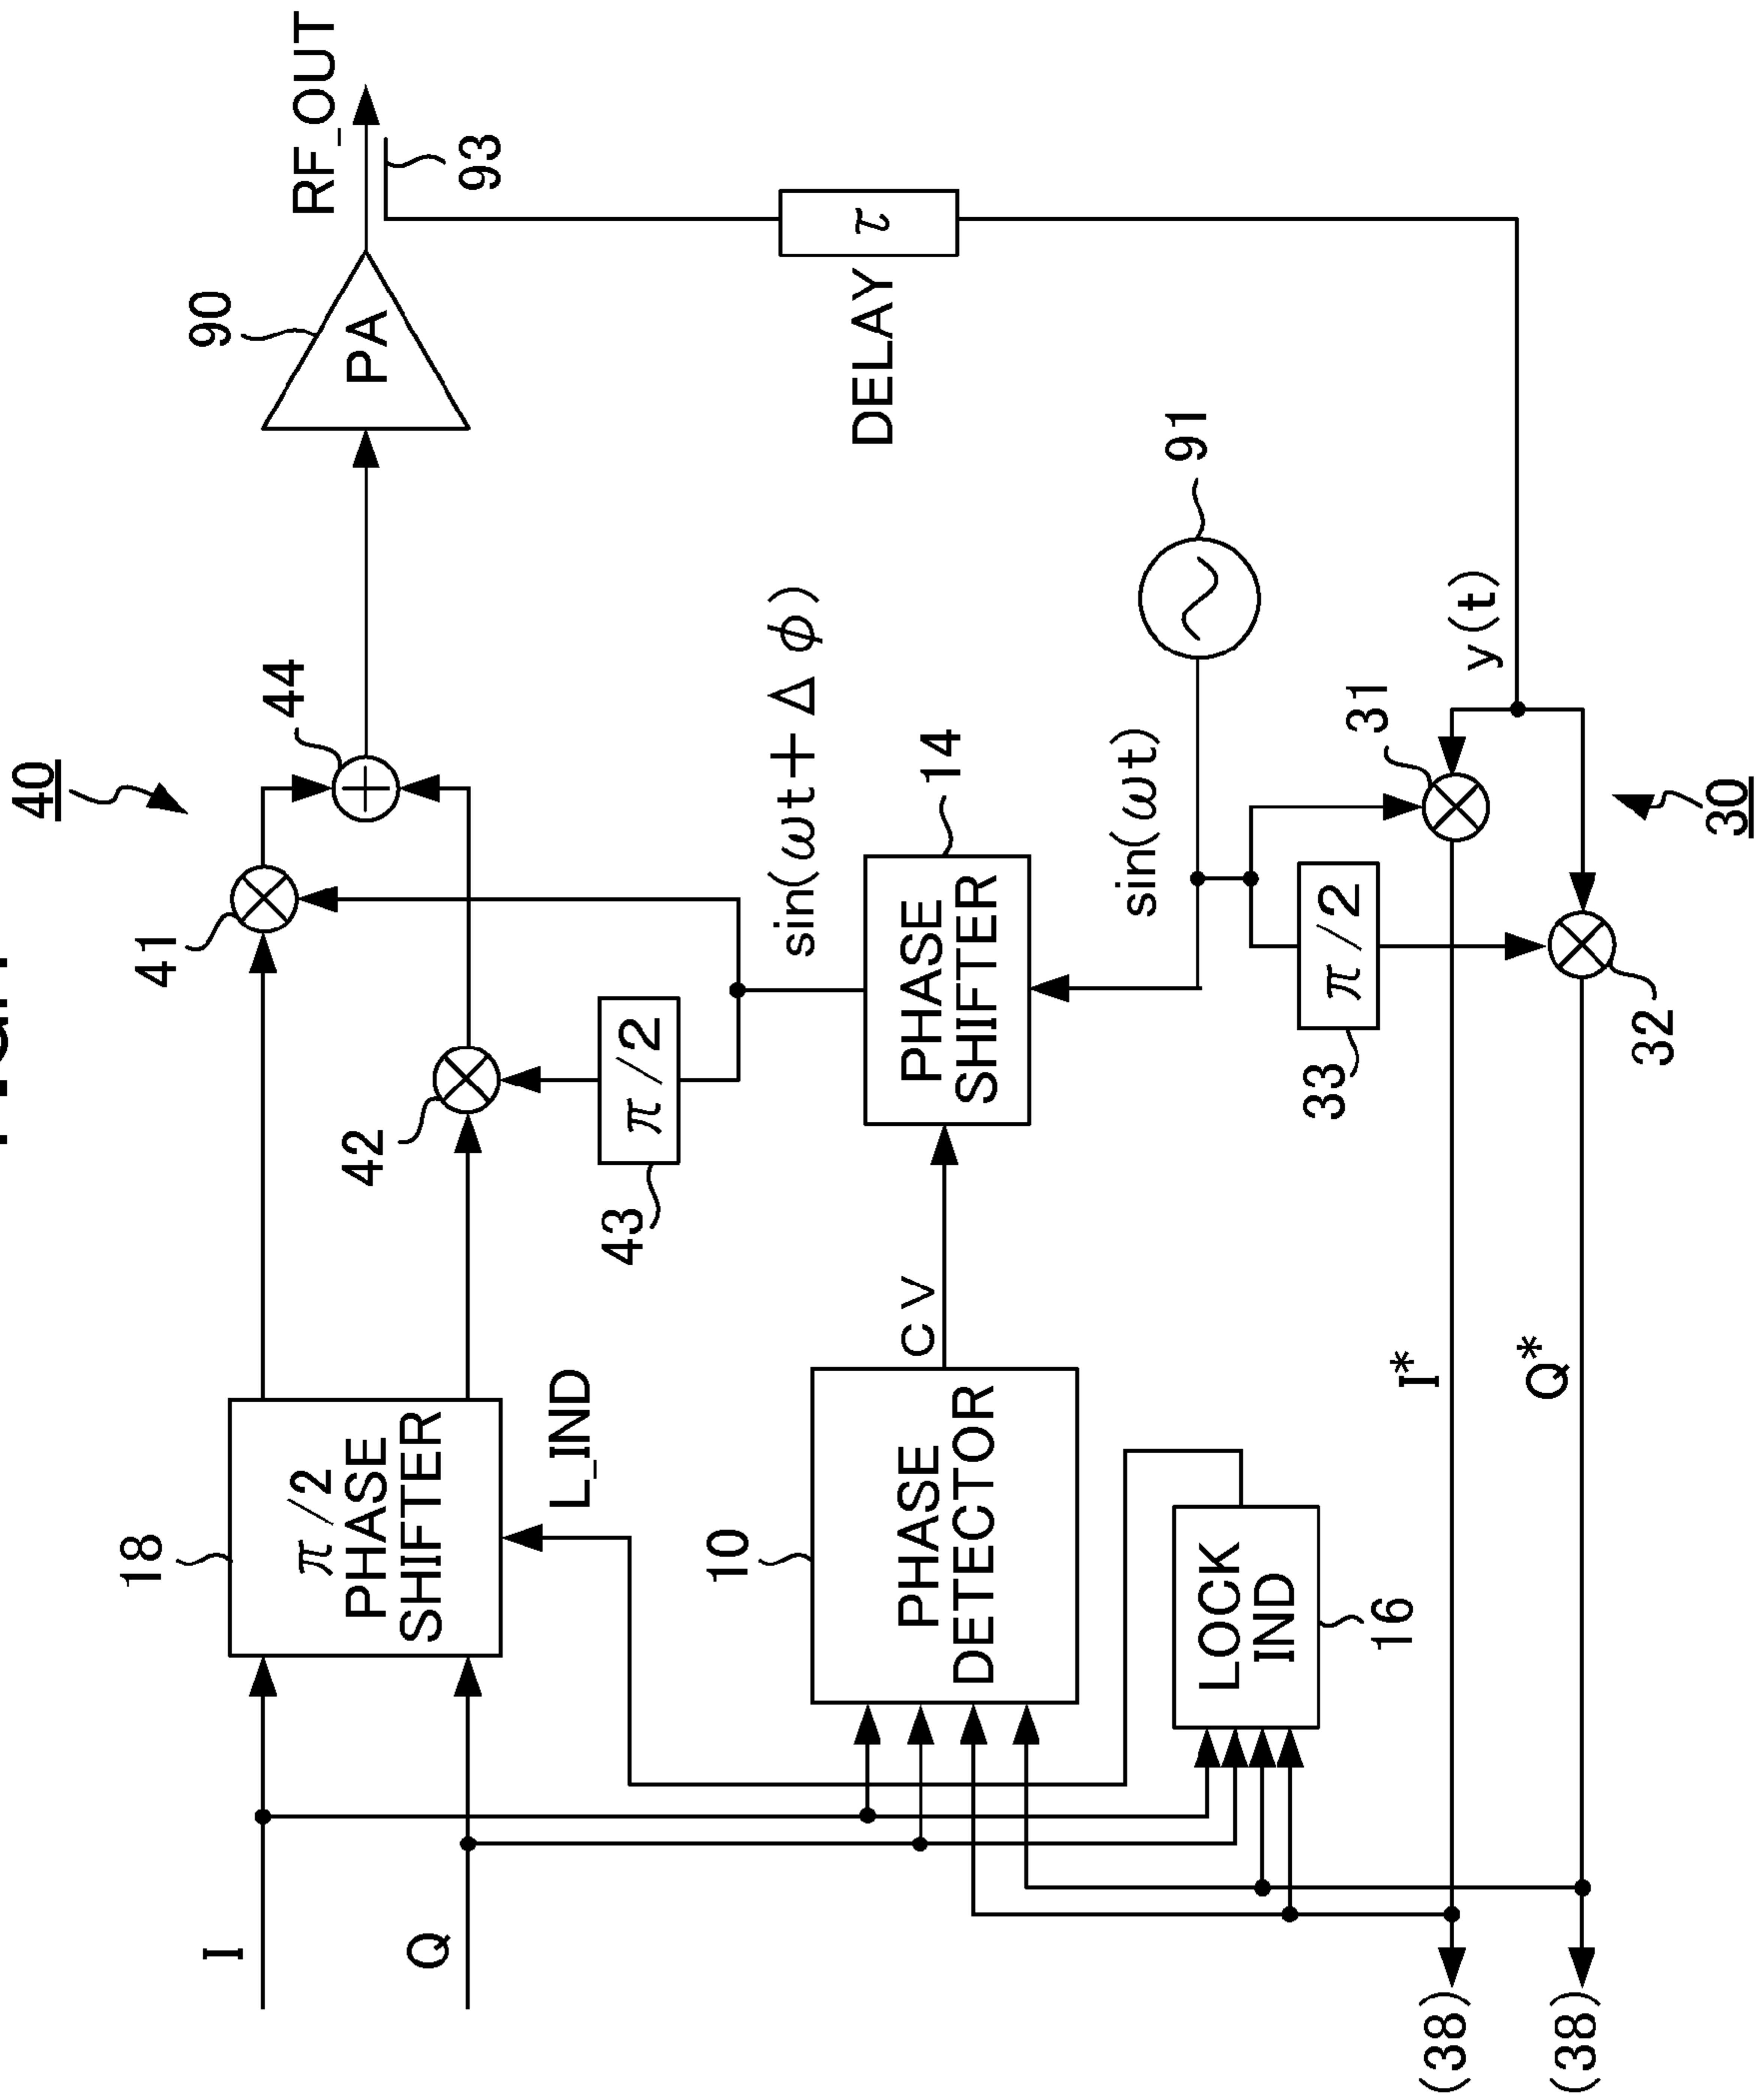 40
44
41
90
PA
RF_OUT
93
18
π/2
PHASE
SHIFTER
42
I
Q
L_IND
43
π/2
sin(ωt+Δφ)
DELAY
τ
10
PHASE
DETECTOR
CV
14
PHASE
SHIFTER
91
sin(ωt)
LOCK
IND
16
33
π/2
31
y(t)
I*
Q*
32
30
(38)
(38)